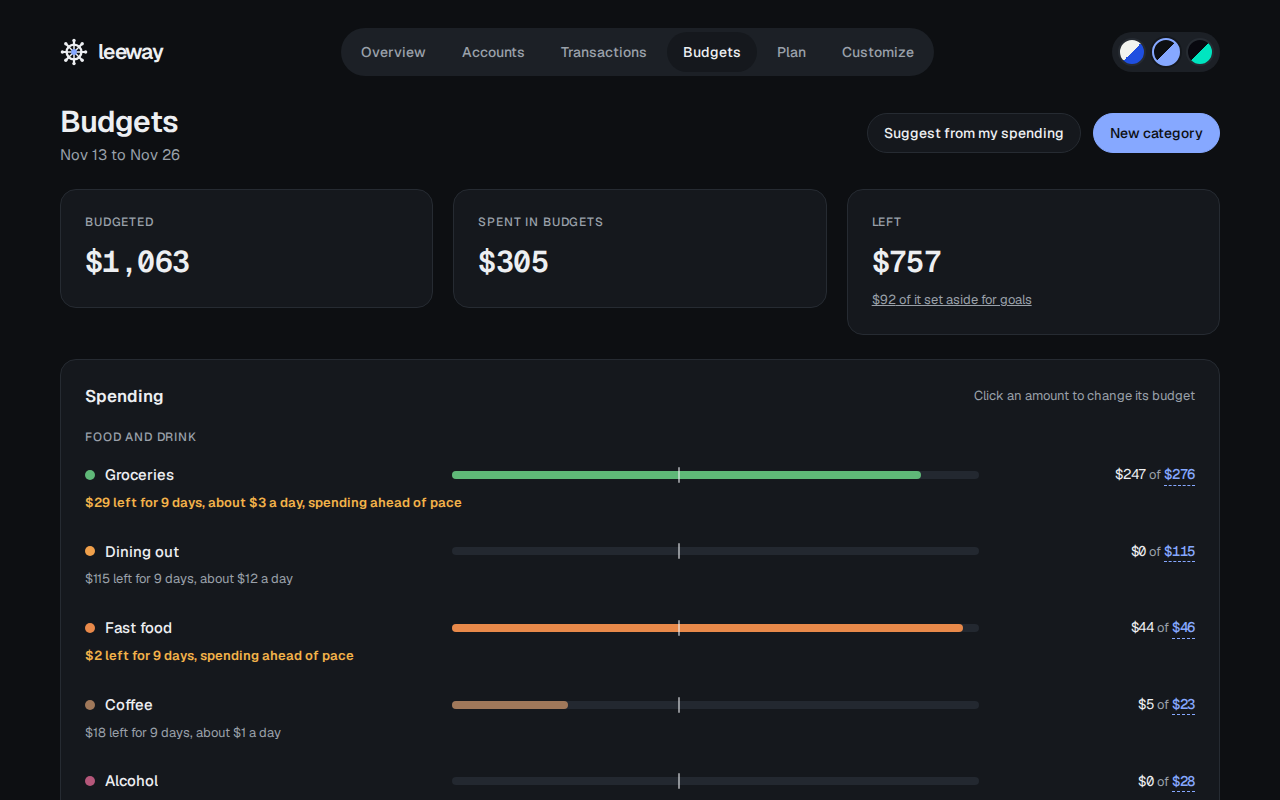 leeway
Overview Accounts Transactions Budgets Plan Customize
Budgets
Nov 13 to Nov 26
Suggest from my spending
New category
BUDGETED
$1,063
SPENT IN BUDGETS
$305
LEFT
$757
$92 of it set aside for goals
Spending
Click an amount to change its budget
FOOD AND DRINK
Groceries $247 of $276
$29 left for 9 days, about $3 a day, spending ahead of pace
Dining out $0 of $115
$115 left for 9 days, about $12 a day
Fast food $44 of $46
$2 left for 9 days, spending ahead of pace
Coffee $5 of $23
$18 left for 9 days, about $1 a day
Alcohol $0 of $28